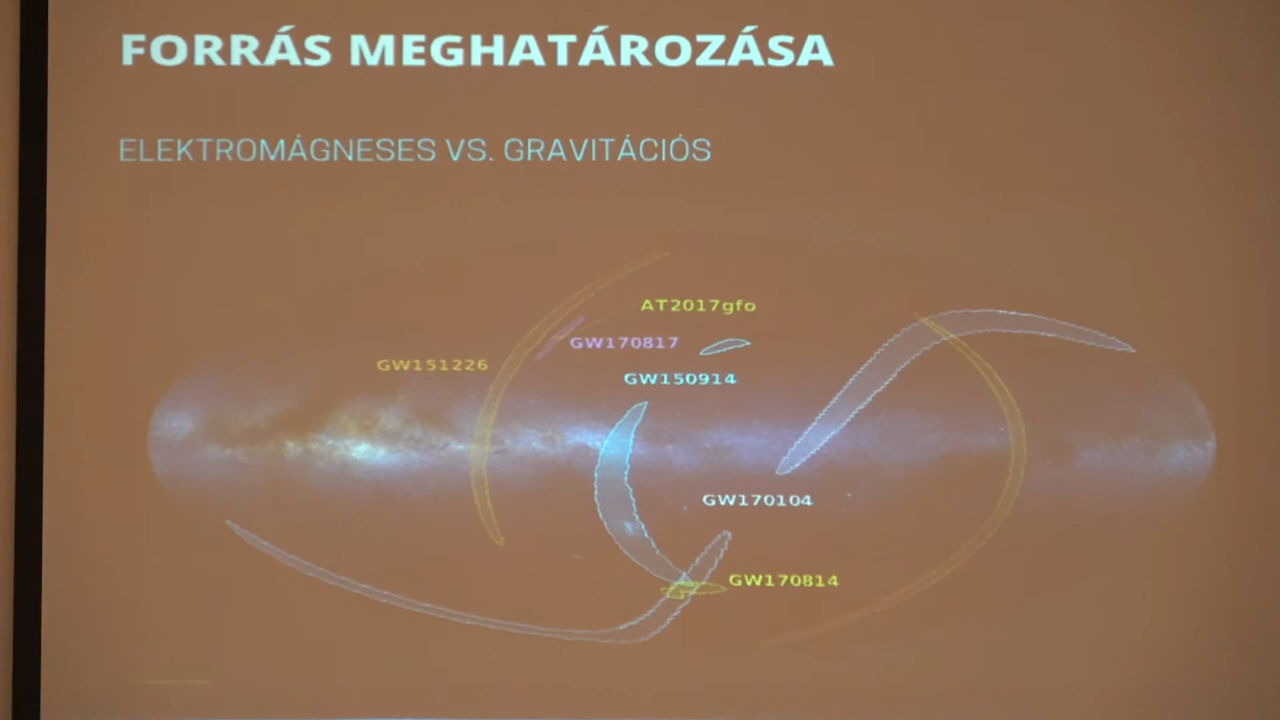 FORRÁS MEGHATÁROZÁSA
ELEKTROMÁGNESES VS. GRAVITÁCIÓS
AT2017gfo
GW170817
GW151226
GW150914
GW170104
GW170814